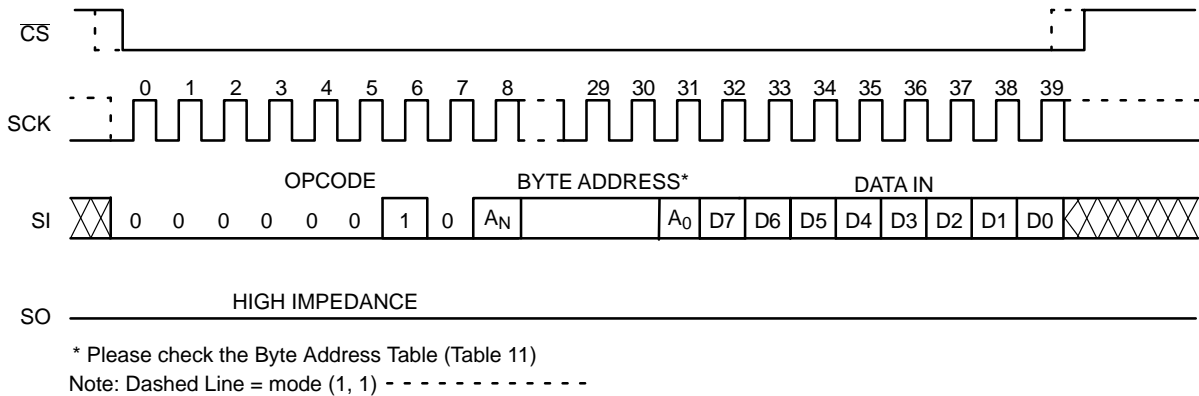 CS
0 1 2 3 4 5 6 7 8 29 30 31 32 33 34 35 36 37 38 39
SCK
OPCODE BYTE ADDRESS* DATA IN
SI 0 0 0 0 0 0 1 0 AN A0 D7 D6 D5 D4 D3 D2 D1 D0
HIGH IMPEDANCE
SO
* Please check the Byte Address Table (Table 11)
Note: Dashed Line = mode (1, 1)